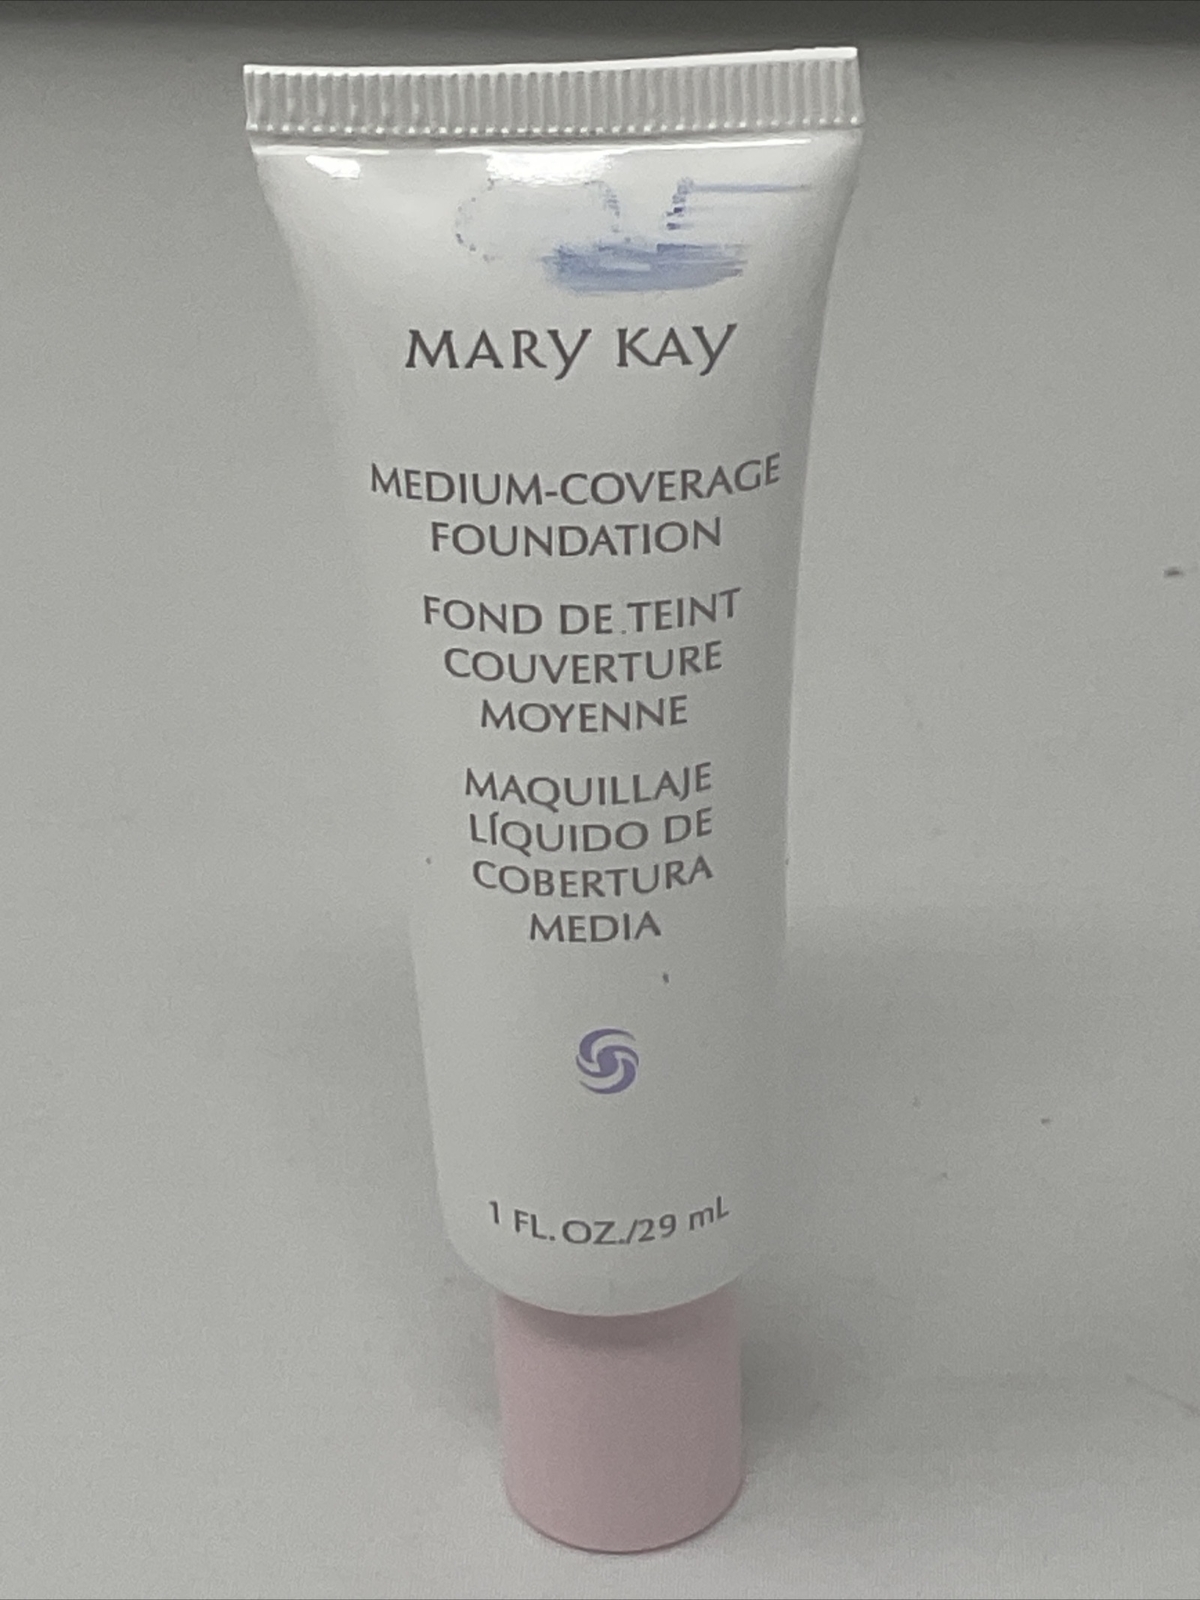 MARY KAY
MEDIUM-COVERAGE
FOUNDATION
FOND DE TEINT
COUVERTURE
MOYENNE
MAQUILLAJE
LÍQUIDO DE
COBERTURA
MEDIA
1 FL. OZ./29 mL